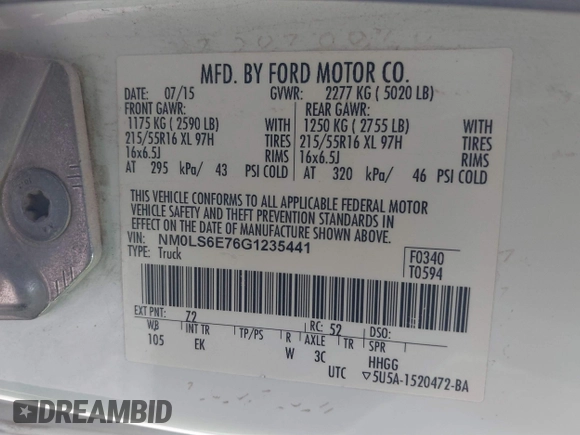 MFD. BY FORD MOTOR CO.
DATE: 07/15 GVWR: 2277 KG ( 5020 LB)
FRONT GAWR: REAR GAWR:
1175 KG ( 2590 LB) WITH 1250 KG ( 2755 LB) WITH
215/55R16 XL 97H TIRES 215/55R16 XL 97H TIRES
16x6.5J RIMS 16x6.5J RIMS
AT 295 kPa/ 43 PSI COLD AT 320 kPa/ 46 PSI COLD
THIS VEHICLE CONFORMS TO ALL APPLICABLE FEDERAL MOTOR
VEHICLE SAFETY AND THEFT PREVENTION STANDARDS IN
EFFECT ON THE DATE OF MANUFACTURE SHOWN ABOVE.
VIN: NM0LS6E76G1235441
TYPE: Truck
F0340
T0594
EXT PNT: Z2 RC: 52 DSO:
WB INT TR TP/PS R AXLE TR SPR
105 EK W 3C HHGG
UTC ▽5U5A-1520472-BA
DREAMBID